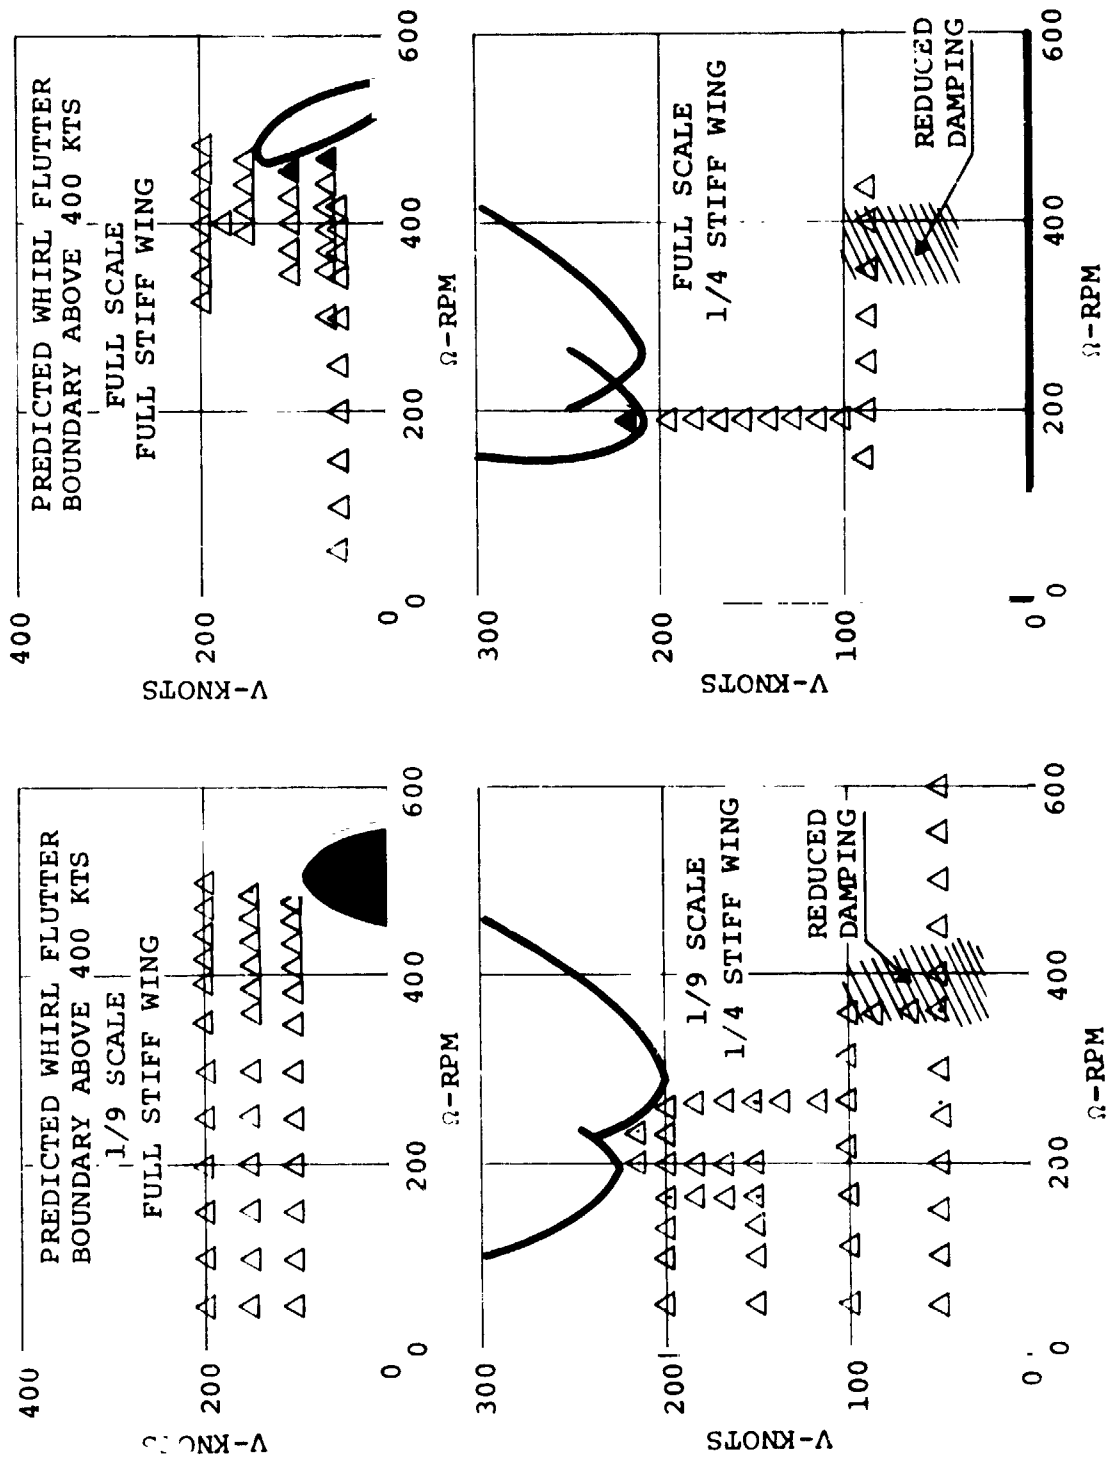 PREDICTED WHIRL FLUTTER
BOUNDARY ABOVE 400 KTS
1/9 SCALE
FULL STIFF WING
400
200
0
V-KNOTS
200
400
600
Ω-RPM
PREDICTED WHIRL FLUTTER
BOUNDARY ABOVE 400 KTS
FULL SCALE
FULL STIFF WING
400
200
0
V-KNOTS
0
200
400
600
Ω-RPM
1/9 SCALE
1/4 STIFF WING
REDUCED
DAMPING
300
200
100
0
V-KNOTS
0
200
400
600
Ω-RPM
FULL SCALE
1/4 STIFF WING
REDUCED
DAMPING
300
200
100
0
V-KNOTS
0
200
400
600
Ω-RPM